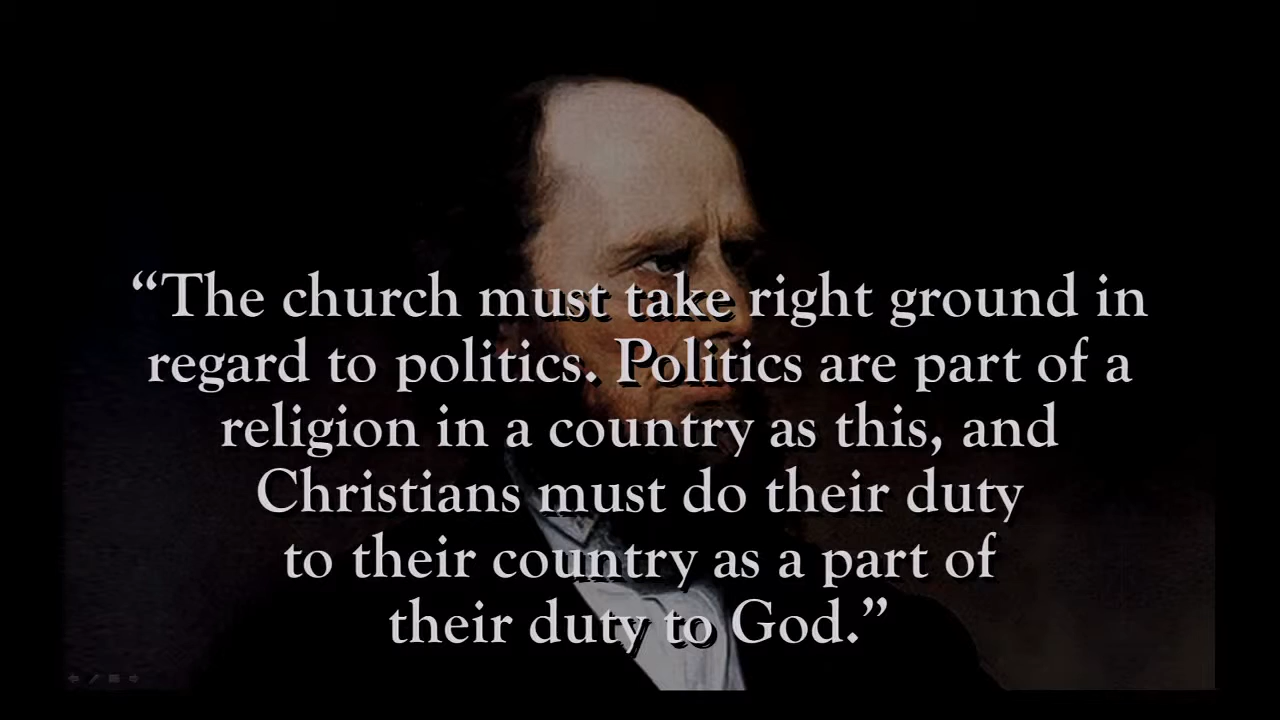 “The church must take right ground in
regard to politics. Politics are part of a
religion in a country as this, and
Christians must do their duty
to their country as a part of
their duty to God.”